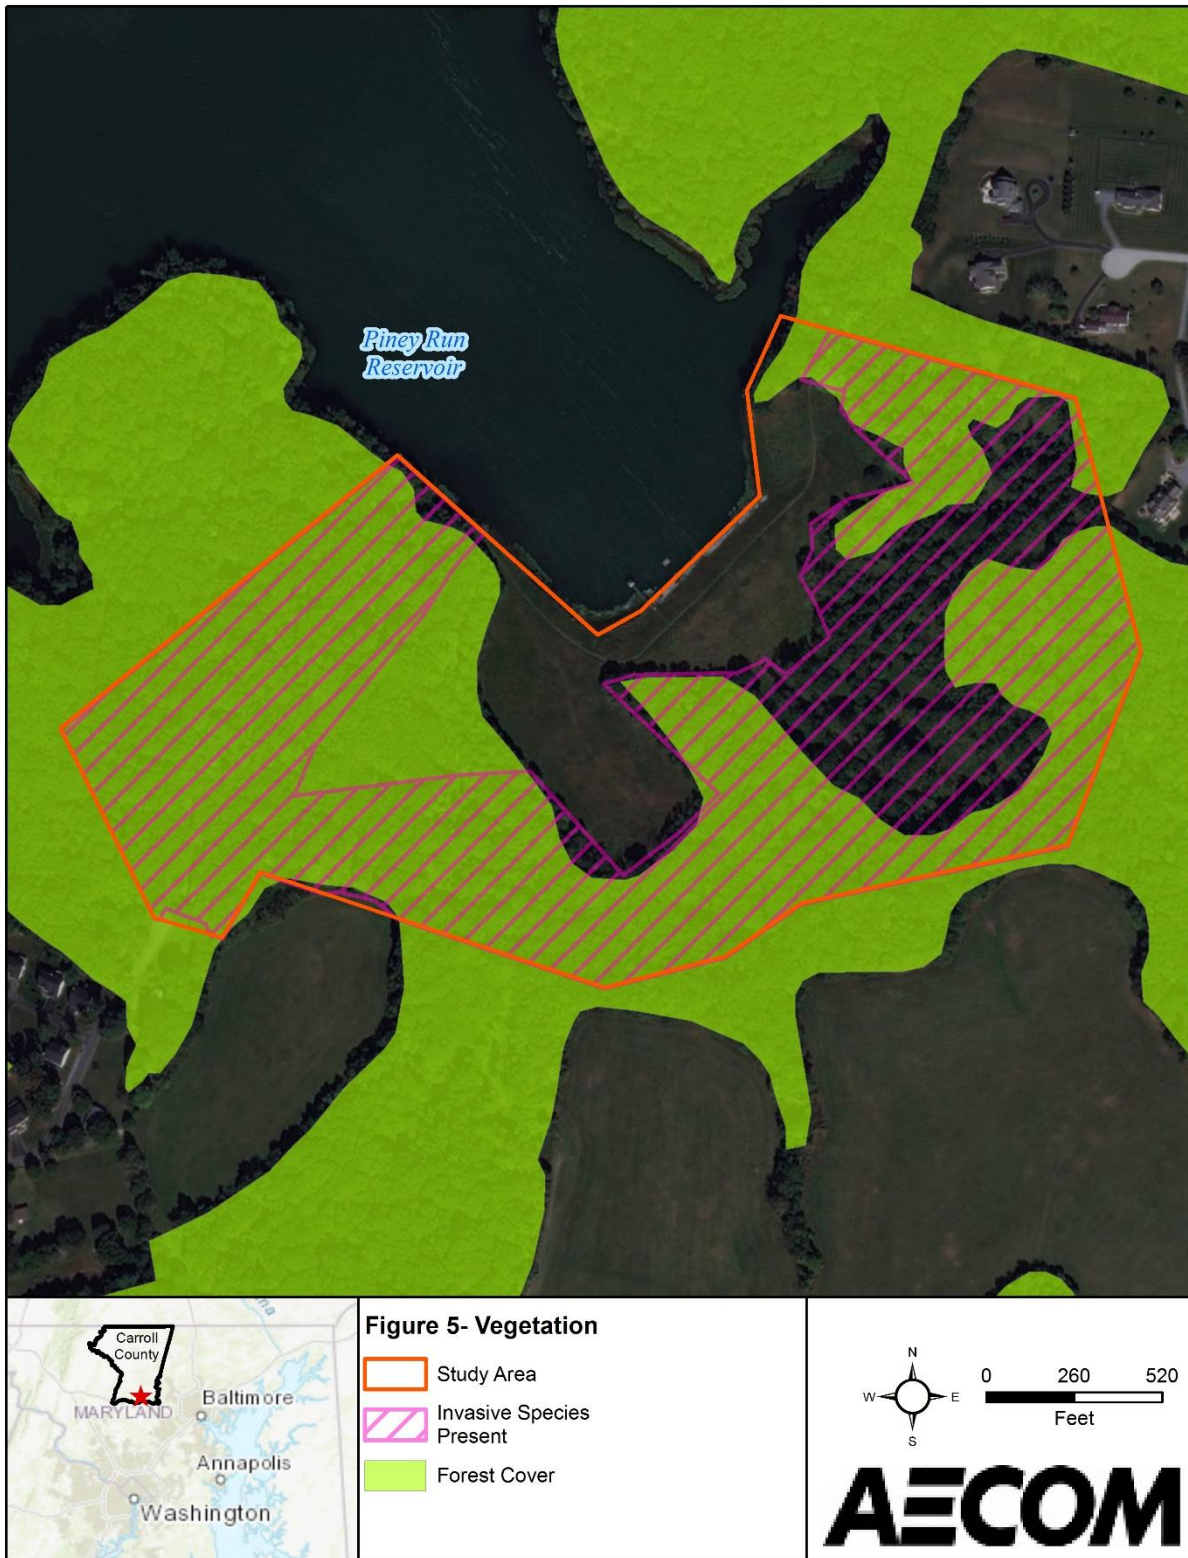 Piney Run
Reservoir
Carroll
County
MARYLAND
Baltimore
Annapolis
Washington
Figure 5- Vegetation
Study Area
Invasive Species
Present
Forest Cover
N
W
E
S
0 260 520
Feet
AECOM